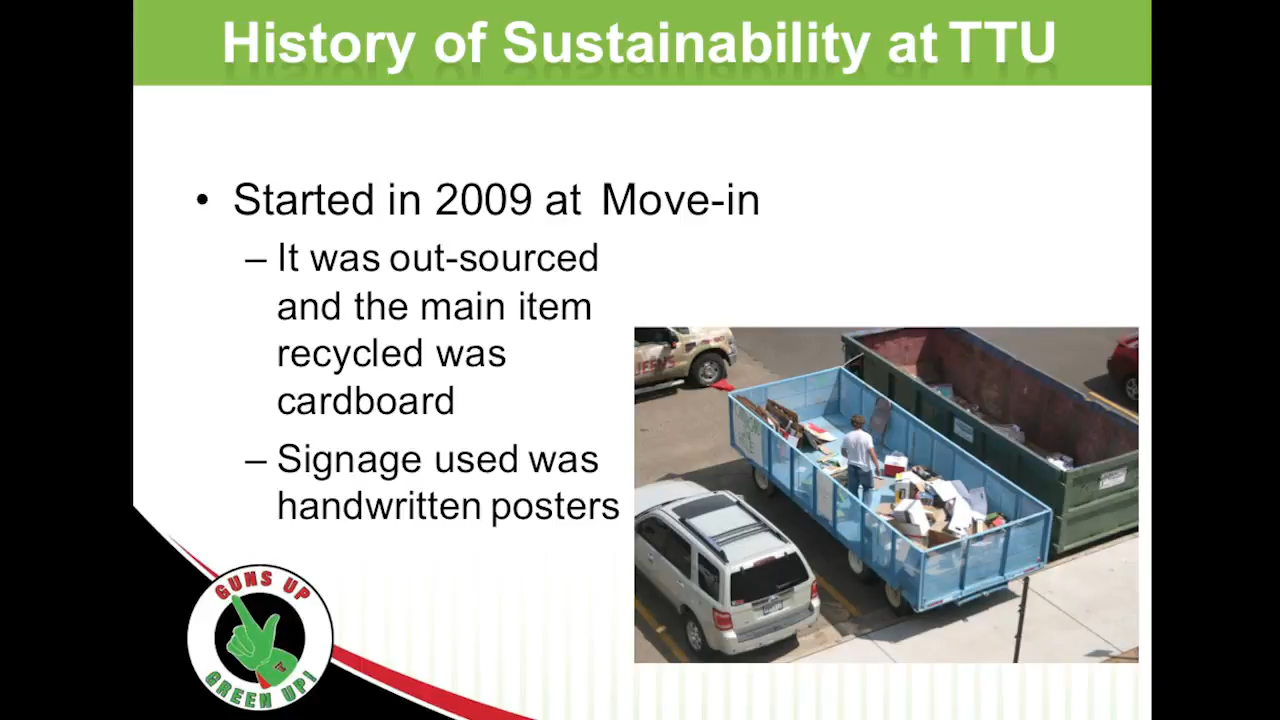 History of Sustainability at TTU
• Started in 2009 at Move-in
– It was out-sourced
and the main item
recycled was
cardboard
– Signage used was
handwritten posters
GUNS UP
GREEN UP!